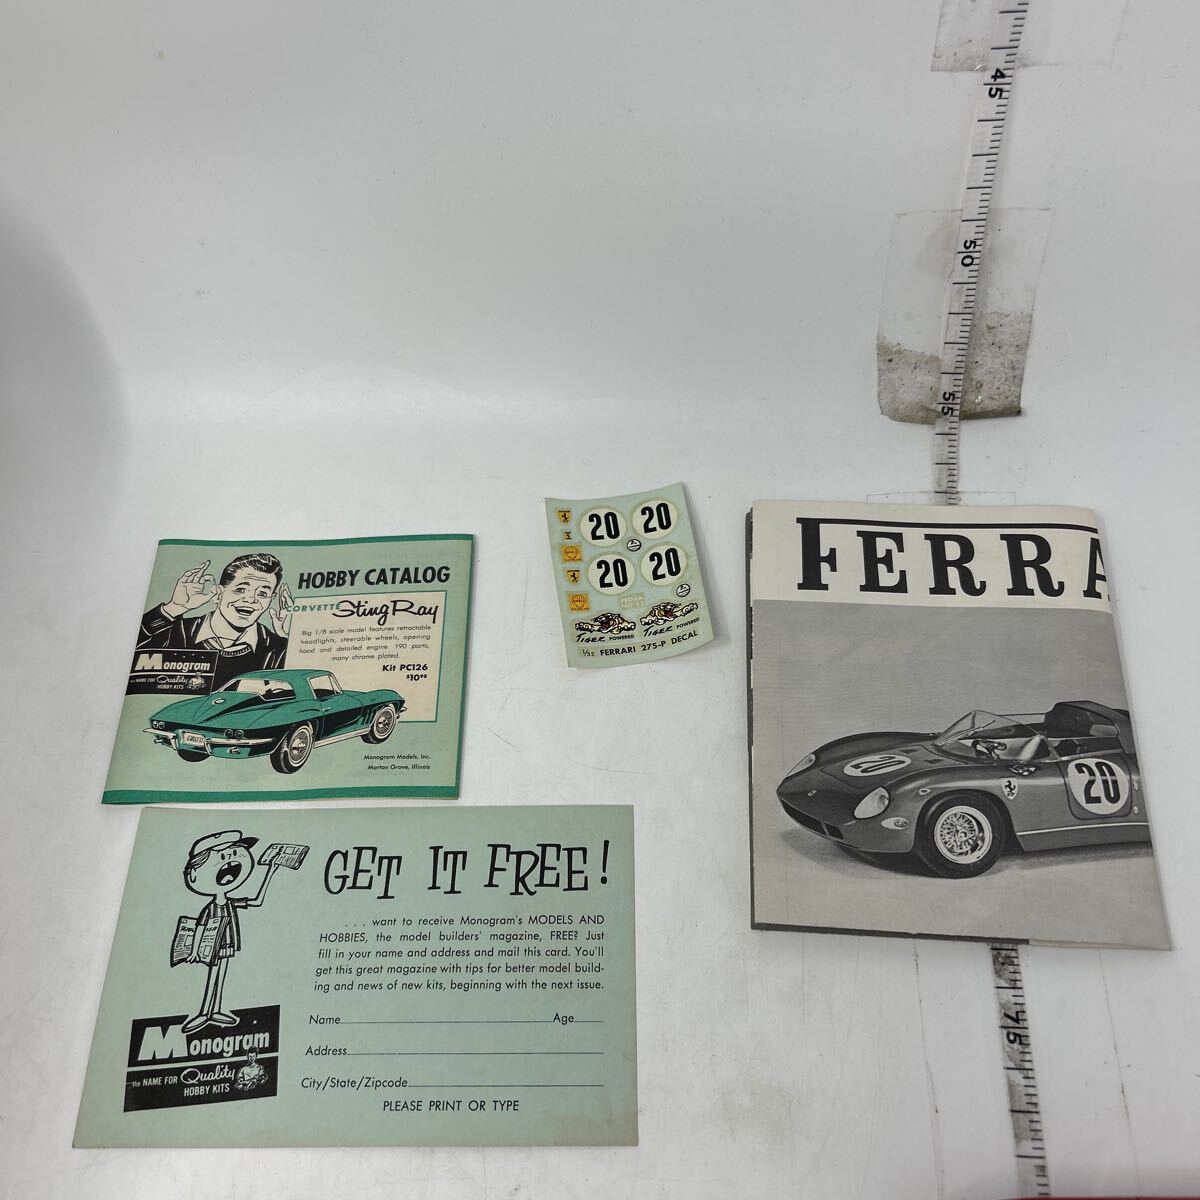 HOBBY CATALOG
CORVETTE Sting Ray
Big 1/8 scale model features retractable
headlights, steerable wheels, opening
hood and detailed engine. 190 parts,
many chrome plated.
Kit PC126
$10.98
Monogram
the NAME FOR Quality
HOBBY KITS
CORVETTE
Monogram Models, Inc.
Morton Grove, Illinois
20 20
20 20
PROVA
MO 53
TIGER POWERED TIGER POWERED
1/32 FERRARI 275-P DECAL
FERRA
20
20
GET IT FREE!
. . . want to receive Monogram's MODELS AND
HOBBIES, the model builders' magazine, FREE? Just
fill in your name and address and mail this card. You'll
get this great magazine with tips for better model build-
ing and news of new kits, beginning with the next issue.
Name Age
Address
City/State/Zipcode
PLEASE PRINT OR TYPE
Monogram
the NAME FOR Quality
HOBBY KITS
45
50
55
75